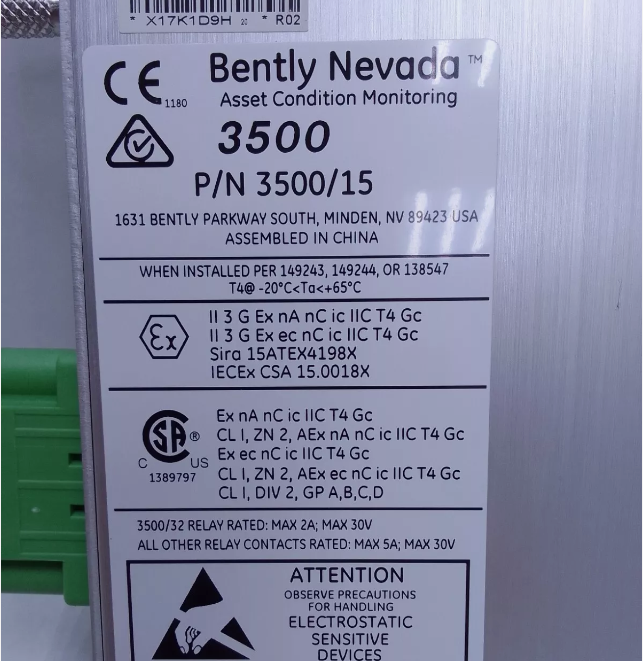 * X17K1D9H 20 * R02
CE 1180
Bently Nevada™
Asset Condition Monitoring
3500
P/N 3500/15
1631 BENTLY PARKWAY SOUTH, MINDEN, NV 89423 USA
ASSEMBLED IN CHINA
WHEN INSTALLED PER 149243, 149244, OR 138547
T4@ -20°C<Ta<+65°C
Ex
II 3 G Ex nA nC ic IIC T4 Gc
II 3 G Ex ec nC ic IIC T4 Gc
Sira 15ATEX4198X
IECEx CSA 15.0018X
SA ®
C US
1389797
Ex nA nC ic IIC T4 Gc
CL I, ZN 2, AEx nA nC ic IIC T4 Gc
Ex ec nC ic IIC T4 Gc
CL I, ZN 2, AEx ec nC ic IIC T4 Gc
CL I, DIV 2, GP A,B,C,D
3500/32 RELAY RATED: MAX 2A; MAX 30V
ALL OTHER RELAY CONTACTS RATED: MAX 5A; MAX 30V
ATTENTION
OBSERVE PRECAUTIONS
FOR HANDLING
ELECTROSTATIC
SENSITIVE
DEVICES